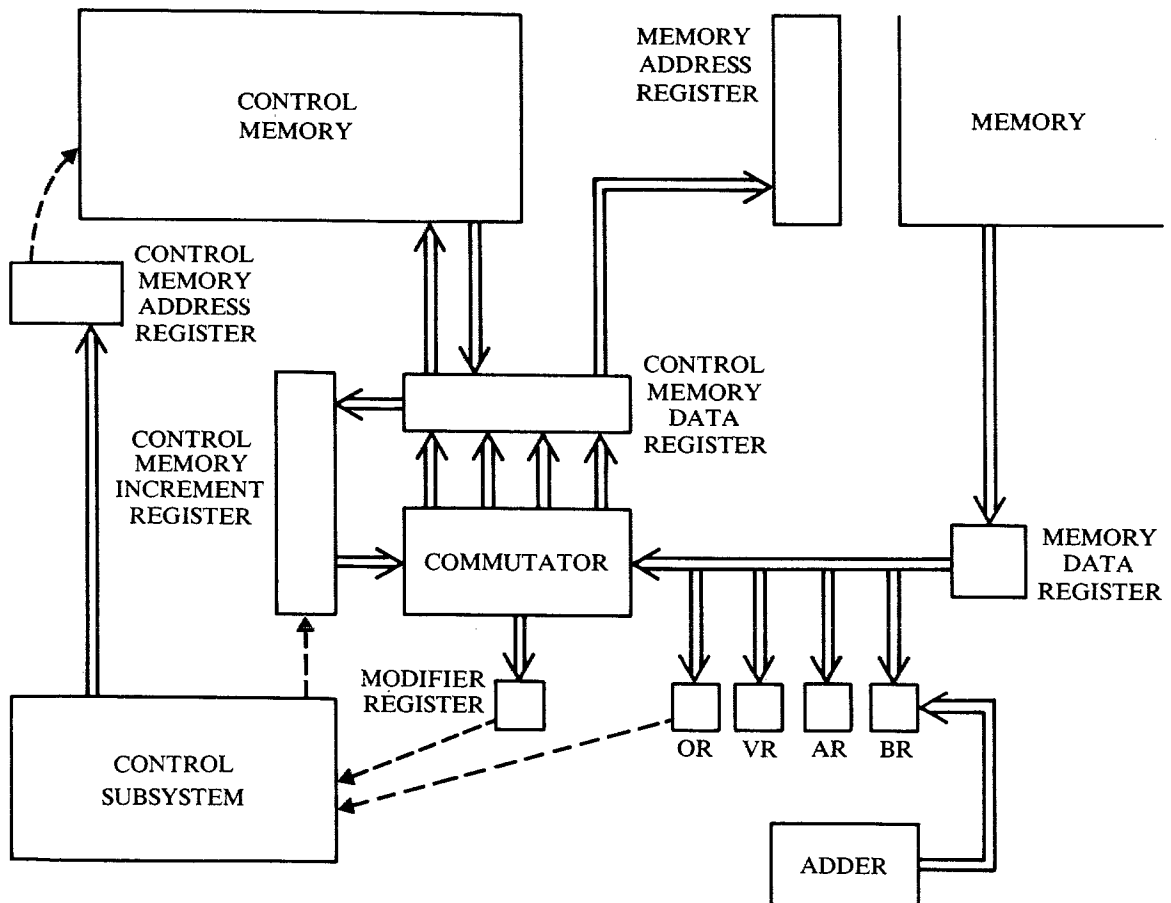 CONTROL
MEMORY
MEMORY
ADDRESS
REGISTER
MEMORY
CONTROL
MEMORY
ADDRESS
REGISTER
CONTROL
MEMORY
DATA
REGISTER
CONTROL
MEMORY
INCREMENT
REGISTER
COMMUTATOR
MEMORY
DATA
REGISTER
MODIFIER
REGISTER
OR VR AR BR
CONTROL
SUBSYSTEM
ADDER